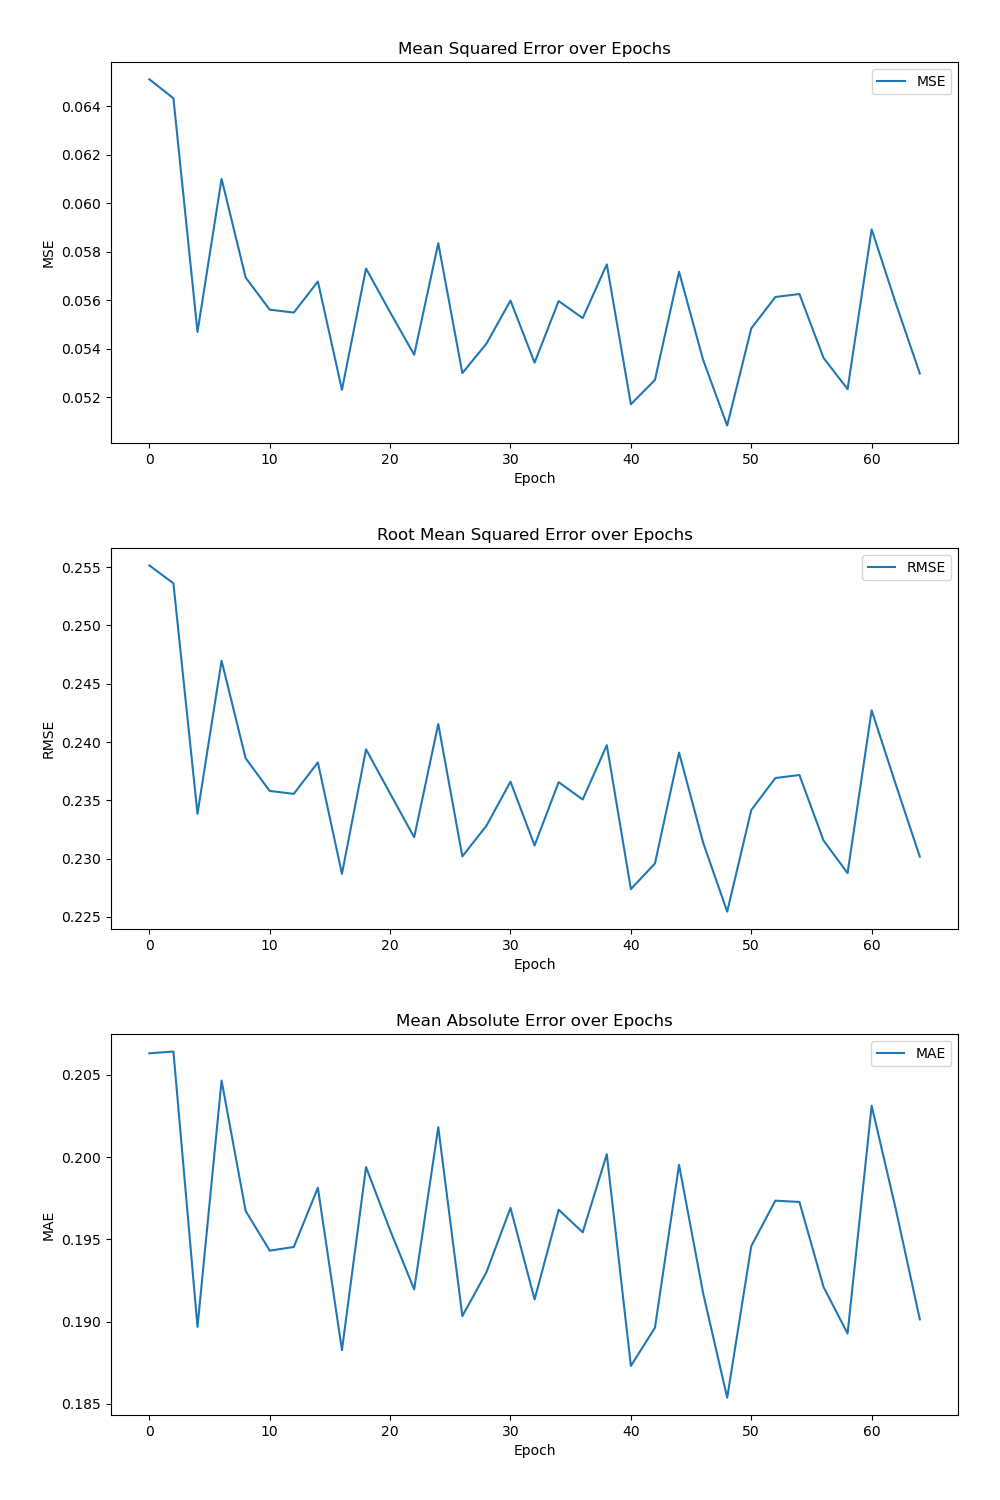 Mean Squared Error over Epochs
MSE
0.064
0.062
0.060
0.058
0.056
0.054
0.052
MSE
0 10 20 30 40 50 60
Epoch
Root Mean Squared Error over Epochs
RMSE
0.255
0.250
0.245
0.240
0.235
0.230
0.225
RMSE
0 10 20 30 40 50 60
Epoch
Mean Absolute Error over Epochs
MAE
0.205
0.200
0.195
0.190
0.185
MAE
0 10 20 30 40 50 60
Epoch